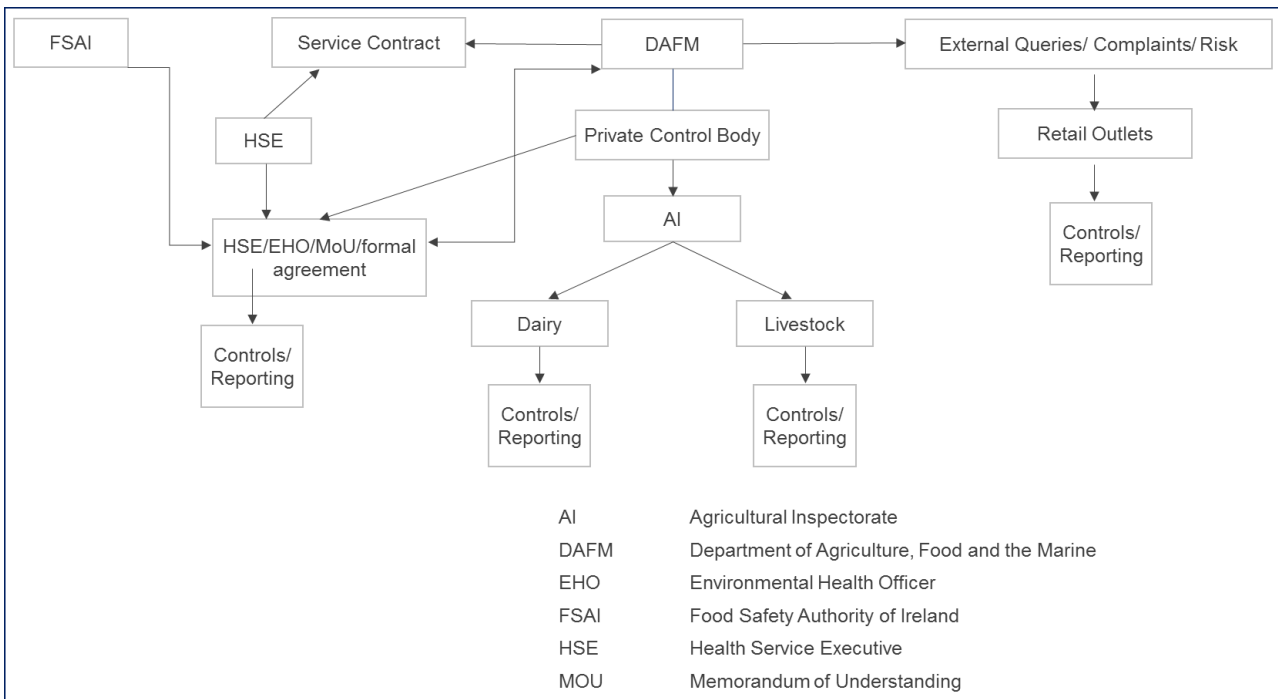 FSAI
Service Contract
DAFM
External Queries/ Complaints/ Risk
HSE
Private Control Body
Retail Outlets
AI
HSE/EHO/MoU/formal
agreement
Controls/
Reporting
Dairy
Livestock
Controls/
Reporting
Controls/
Reporting
Controls/
Reporting
AI Agricultural Inspectorate
DAFM Department of Agriculture, Food and the Marine
EHO Environmental Health Officer
FSAI Food Safety Authority of Ireland
HSE Health Service Executive
MOU Memorandum of Understanding